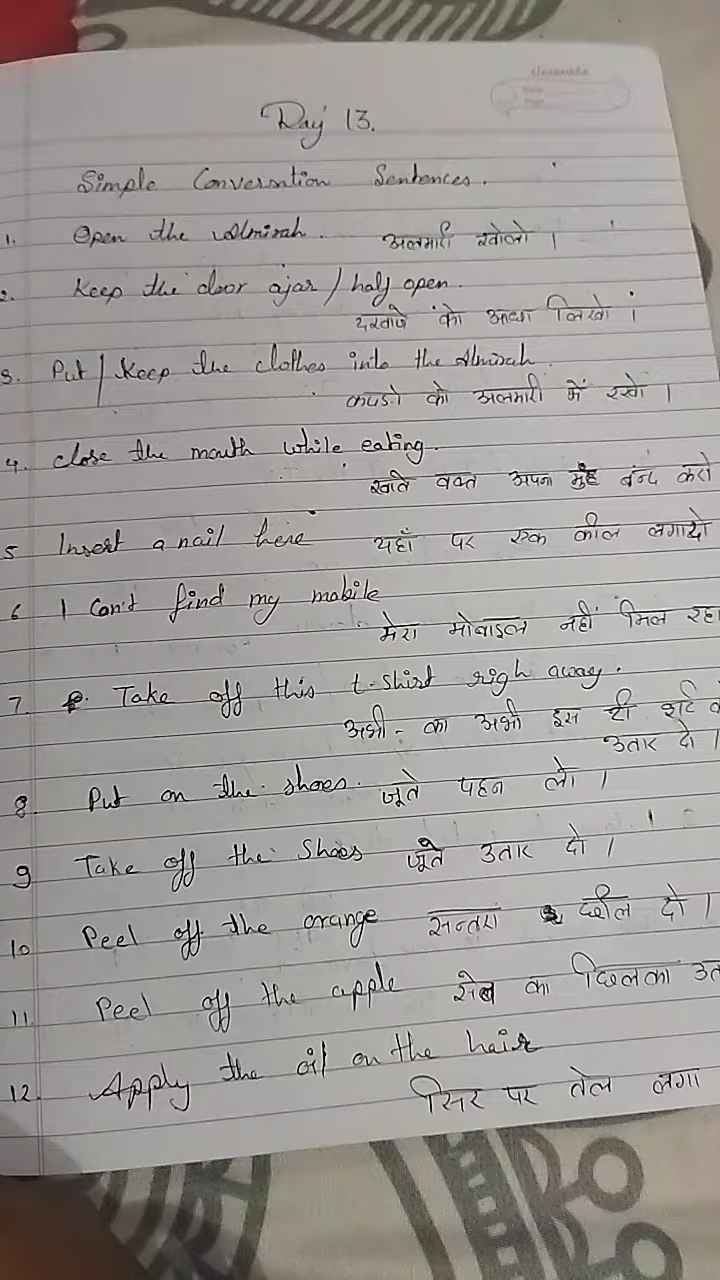 classmate
Day 13.
Simple Conversation Sentences.
1. Open the Almirah. अलमारी खोलो ।
2. Keep the door ajar / half open.
दरवाजे को आधा लिखो ।
3. Put / Keep the clothes into the Almirah.
कपड़ो को अलमारी में रखो ।
4. close the mouth while eating.
खाते वक्त अपना मुँह बन्द करो
5 Insert a nail here यहाँ पर एक कील लगादो
6 I can't find my mobile
मेरा मोबाइल नहीं मिल रहा
7 Take off this t-shirt righ away.
अभी - का अभी इस टी शर्ट
उतार दो ।
8 Put on the shoes. जूते पहन लो ।
9 Take off the Shoes जूते उतार दो ।
10 Peel off the orange सन्तरा छील दो ।
11 Peel off the apple सेब का छिलका
12 Apply the oil on the hair
सिर पर तेल लगा